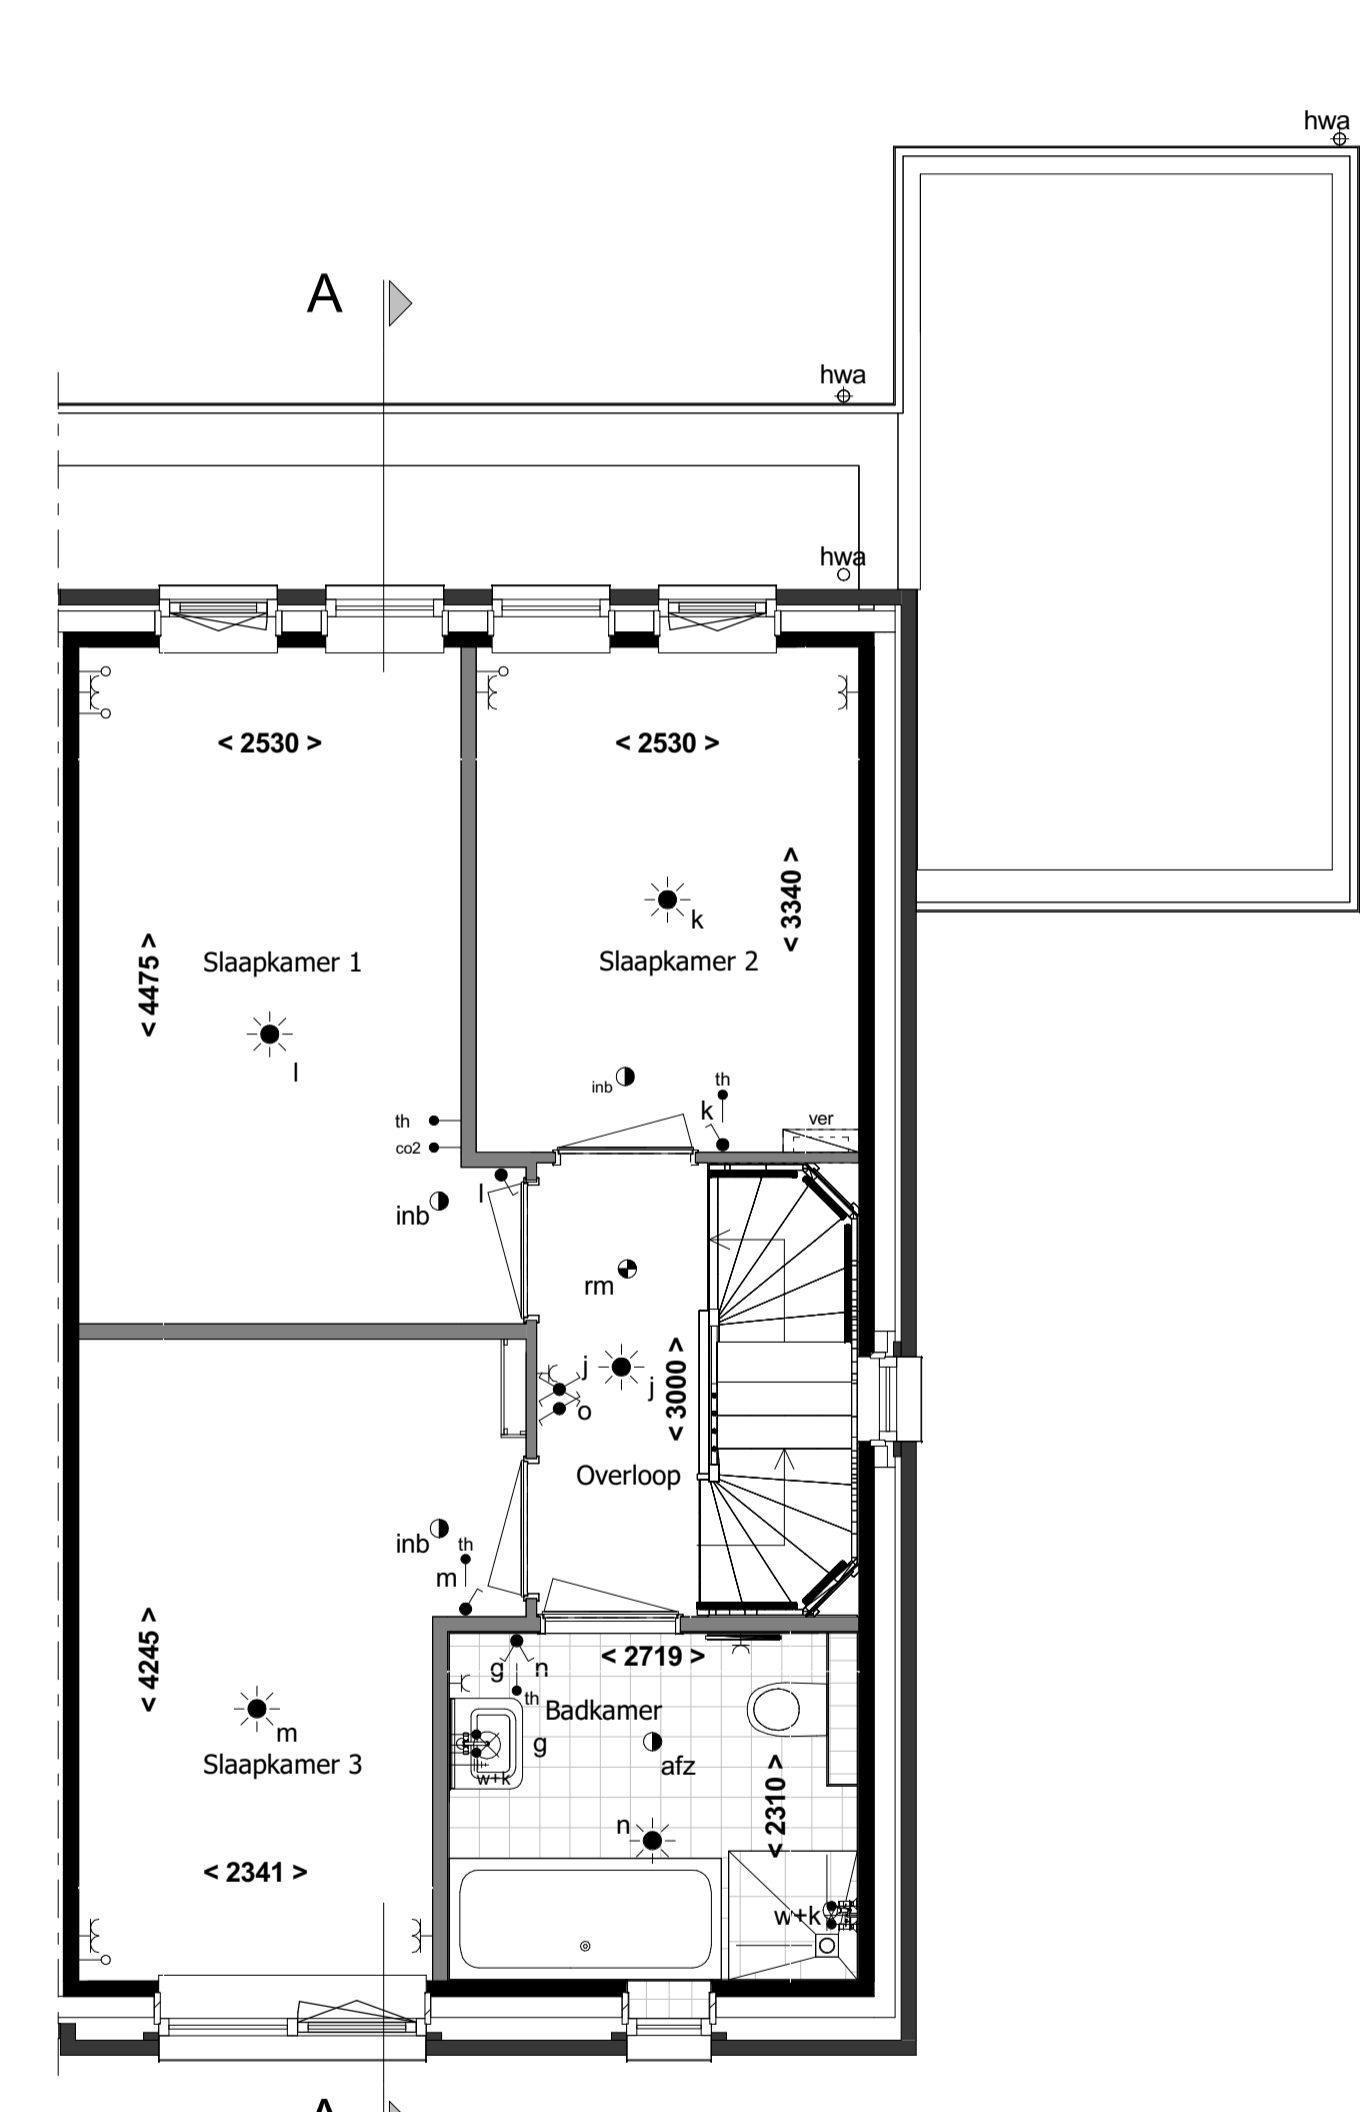 hwa
A
hwa
hwa
< 2530 >
< 2530 >
< 3340 >
k
Slaapkamer 1
Slaapkamer 2
< 4475 >
l
inb
th
k
ver
th
co2
l
inb
rm
j
j
< 3000 >
o
Overloop
inb
th
m
< 2719 >
g
n
th
Badkamer
< 4245 >
m
g
afz
Slaapkamer 3
w+k
< 2310 >
n
< 2341 >
w+k
A